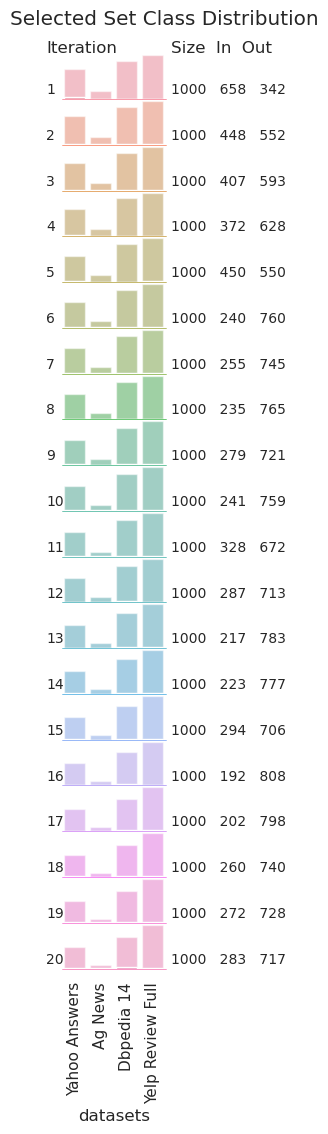 Selected Set Class Distribution
Iteration Size In Out
1 1000 658 342
2 1000 448 552
3 1000 407 593
4 1000 372 628
5 1000 450 550
6 1000 240 760
7 1000 255 745
8 1000 235 765
9 1000 279 721
10 1000 241 759
11 1000 328 672
12 1000 287 713
13 1000 217 783
14 1000 223 777
15 1000 294 706
16 1000 192 808
17 1000 202 798
18 1000 260 740
19 1000 272 728
20 1000 283 717
Yahoo Answers
Ag News
Dbpedia 14
Yelp Review Full
datasets